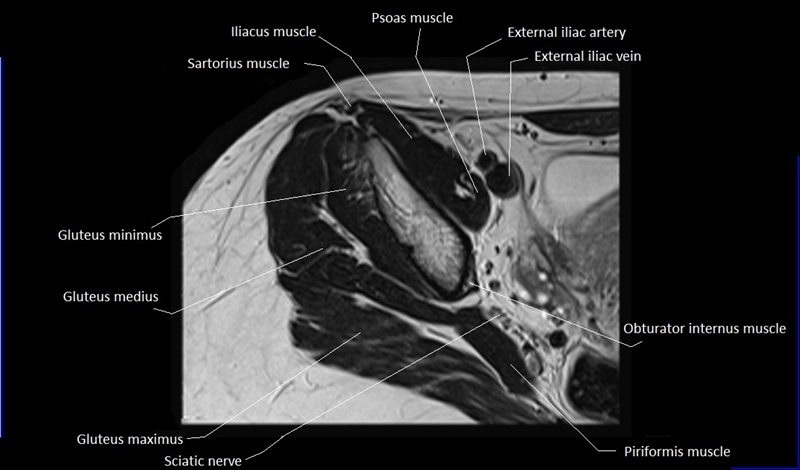 Psoas muscle
Iliacus muscle
External iliac artery
Sartorius muscle
External iliac vein
Gluteus minimus
Gluteus medius
Obturator internus muscle
Gluteus maximus
Sciatic nerve
Piriformis muscle